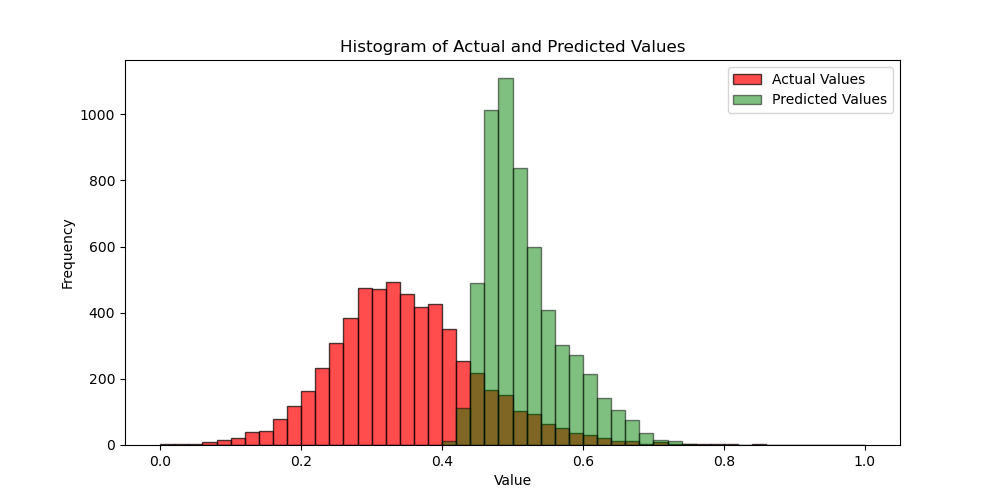 Histogram of Actual and Predicted Values
Actual Values
Predicted Values
Frequency
1000
800
600
400
200
0
0.0 0.2 0.4 0.6 0.8 1.0
Value